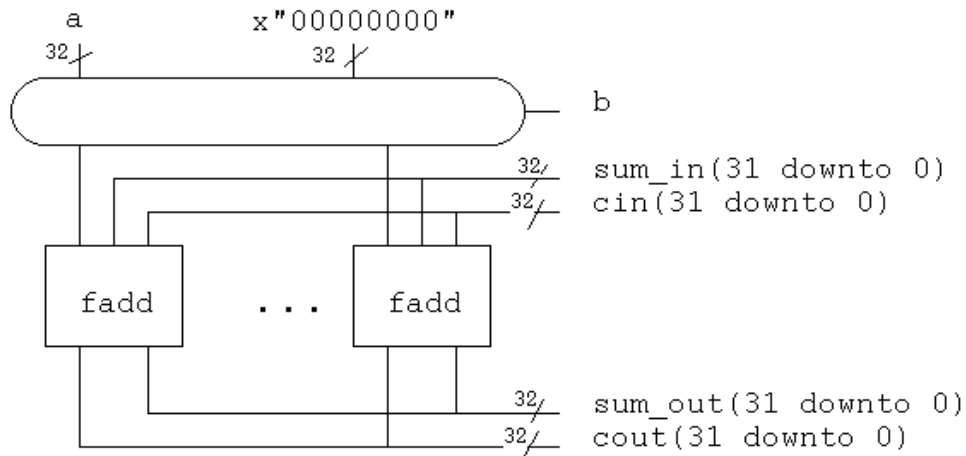 a x"00000000"
32 32
b
32 sum_in(31 downto 0)
32 cin(31 downto 0)
fadd ... fadd
32 sum_out(31 downto 0)
32 cout(31 downto 0)